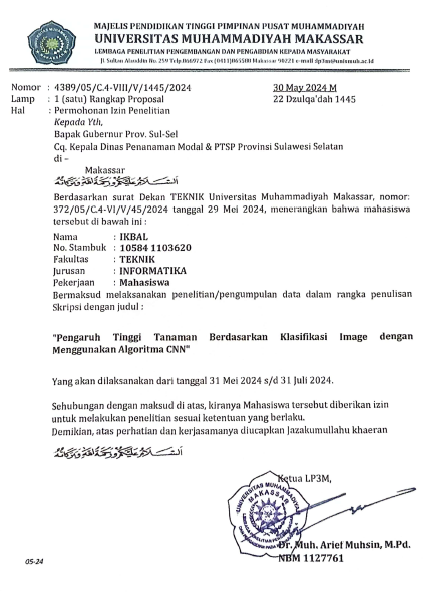 MAJELIS PENDIDIKAN TINGGI PIMPINAN PUSAT MUHAMMADIYAH
UNIVERSITAS MUHAMMADIYAH MAKASSAR
LEMBAGA PENELITIAN PENGEMBANGAN DAN PENGABDIAN KEPADA MASYARAKAT
Jl Sultan Alauddin No. 259 Telp.866972 Fax (0411)865588 Makassar 90221 e-mail lp3m@unismuh.ac.id
Nomor : 4389/05/C.4-VIII/V/1445/2024 30 May 2024 M
Lamp : 1 (satu) Rangkap Proposal 22 Dzulqa'dah 1445
Hal : Permohonan Izin Penelitian
Kepada Yth,
Bapak Gubernur Prov. Sul-Sel
Cq. Kepala Dinas Penanaman Modal & PTSP Provinsi Sulawesi Selatan
di –
Makassar
السَّلَامُ عَلَيْكُمْ وَرَحْمَةُ اللهِ وَبَرَكَاتُهُ
Berdasarkan surat Dekan TEKNIK Universitas Muhammadiyah Makassar, nomor:
372/05/C.4-VI/V/45/2024 tanggal 29 Mei 2024, menerangkan bahwa mahasiswa
tersebut di bawah ini :
Nama : IKBAL
No. Stambuk : 10584 1103620
Fakultas : TEKNIK
Jurusan : INFORMATIKA
Pekerjaan : Mahasiswa
Bermaksud melaksanakan penelitian/pengumpulan data dalam rangka penulisan
Skripsi dengan judul :
"Pengaruh Tinggi Tanaman Berdasarkan Klasifikasi Image dengan
Menggunakan Algoritma CNN"
Yang akan dilaksanakan dari tanggal 31 Mei 2024 s/d 31 Juli 2024.
Sehubungan dengan maksud di atas, kiranya Mahasiswa tersebut diberikan izin
untuk melakukan penelitian sesuai ketentuan yang berlaku.
Demikian, atas perhatian dan kerjasamanya diucapkan Jazakumullahu khaeran
السَّلَامُ عَلَيْكُمْ وَرَحْمَةُ اللهِ وَبَرَكَاتُهُ
Ketua LP3M,
UNIVERSITAS MUHAMMADIYAH
MAKASSAR
Dr. Muh. Arief Muhsin, M.Pd.
NBM 1127761
05-24